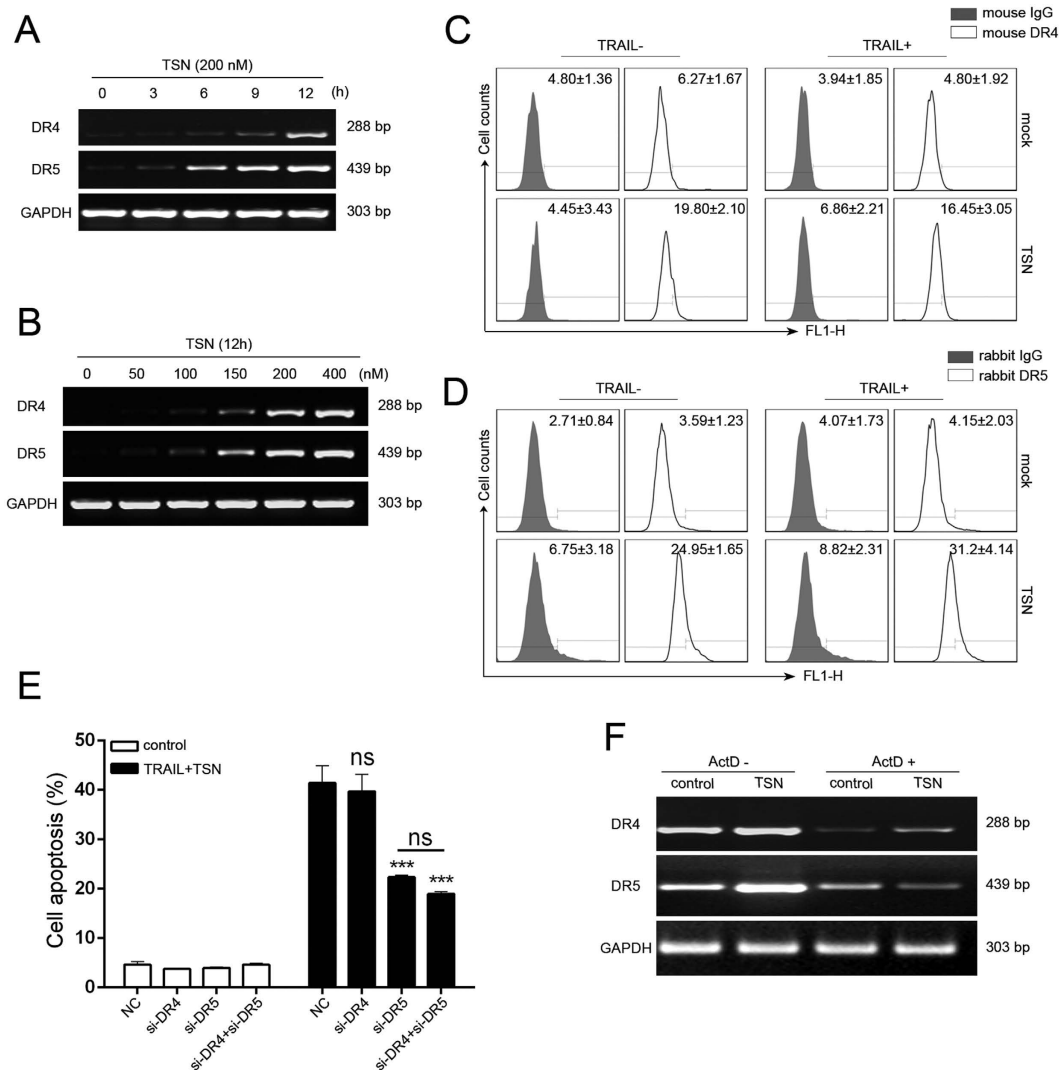 A
TSN (200 nM)
0 3 6 9 12 (h)
DR4 288 bp
DR5 439 bp
GAPDH 303 bp
B
TSN (12h)
0 50 100 150 200 400 (nM)
DR4 288 bp
DR5 439 bp
GAPDH 303 bp
C
mouse IgG
mouse DR4
TRAIL- TRAIL+
4.80±1.36 6.27±1.67 3.94±1.85 4.80±1.92
mock
4.45±3.43 19.80±2.10 6.86±2.21 16.45±3.05
TSN
Cell counts
FL1-H
D
rabbit IgG
rabbit DR5
TRAIL- TRAIL+
2.71±0.84 3.59±1.23 4.07±1.73 4.15±2.03
mock
6.75±3.18 24.95±1.65 8.82±2.31 31.2±4.14
TSN
Cell counts
FL1-H
E
control
TRAIL+TSN
Cell apoptosis (%)
50
40
30
20
10
0
ns
ns
*** ***
NC si-DR4 si-DR5 si-DR4+si-DR5 NC si-DR4 si-DR5 si-DR4+si-DR5
F
ActD - ActD +
control TSN control TSN
DR4 288 bp
DR5 439 bp
GAPDH 303 bp